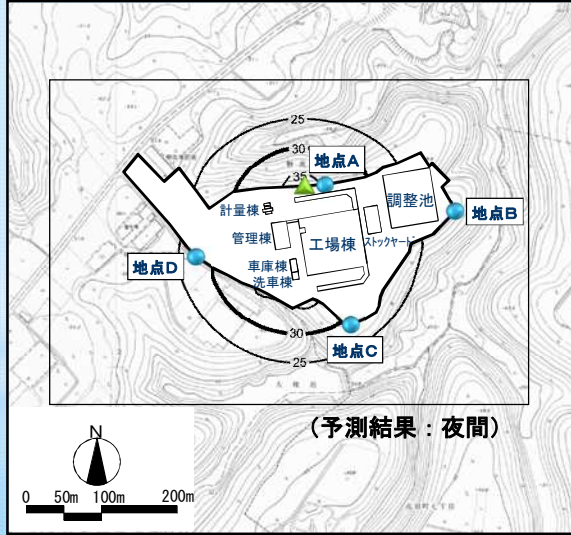 25
30
地点A
35
計量棟
調整池
地点B
管理棟
工場棟
ストックヤード
地点D
車庫棟
洗車棟
30
地点C
25
(予測結果：夜間)
N
0 50m 100m 200m